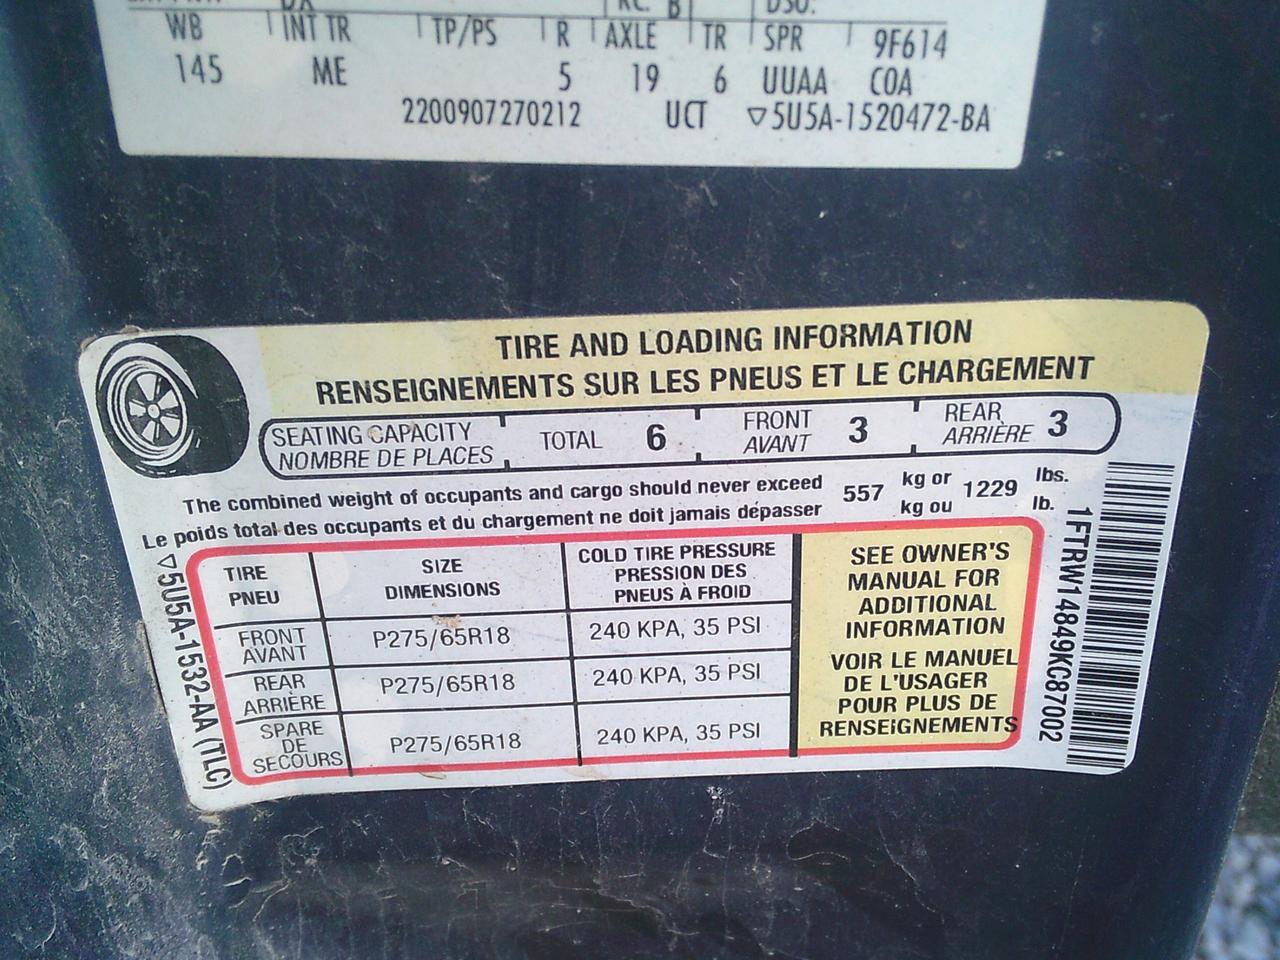 RC: B DSO:
WB INT TR TP/PS R AXLE TR SPR 9F614
145 ME 5 19 6 UUAA COA
2200907270212 UCT ▽5U5A-1520472-BA
TIRE AND LOADING INFORMATION
RENSEIGNEMENTS SUR LES PNEUS ET LE CHARGEMENT
SEATING CAPACITY
NOMBRE DE PLACES
TOTAL 6
FRONT
AVANT
3
REAR
ARRIÈRE
3
The combined weight of occupants and cargo should never exceed
Le poids total des occupants et du chargement ne doit jamais dépasser
557
kg or
kg ou
1229
lbs.
lb.
TIRE
PNEU
SIZE
DIMENSIONS
COLD TIRE PRESSURE
PRESSION DES
PNEUS À FROID
FRONT
AVANT
P275/65R18
240 KPA, 35 PSI
REAR
ARRIÈRE
P275/65R18
240 KPA, 35 PSI
SPARE
DE
SECOURS
P275/65R18
240 KPA, 35 PSI
SEE OWNER'S
MANUAL FOR
ADDITIONAL
INFORMATION
VOIR LE MANUEL
DE L'USAGER
POUR PLUS DE
RENSEIGNEMENTS
▽5U5A-1532-AA (TLC)
1FTRW14849KC87002